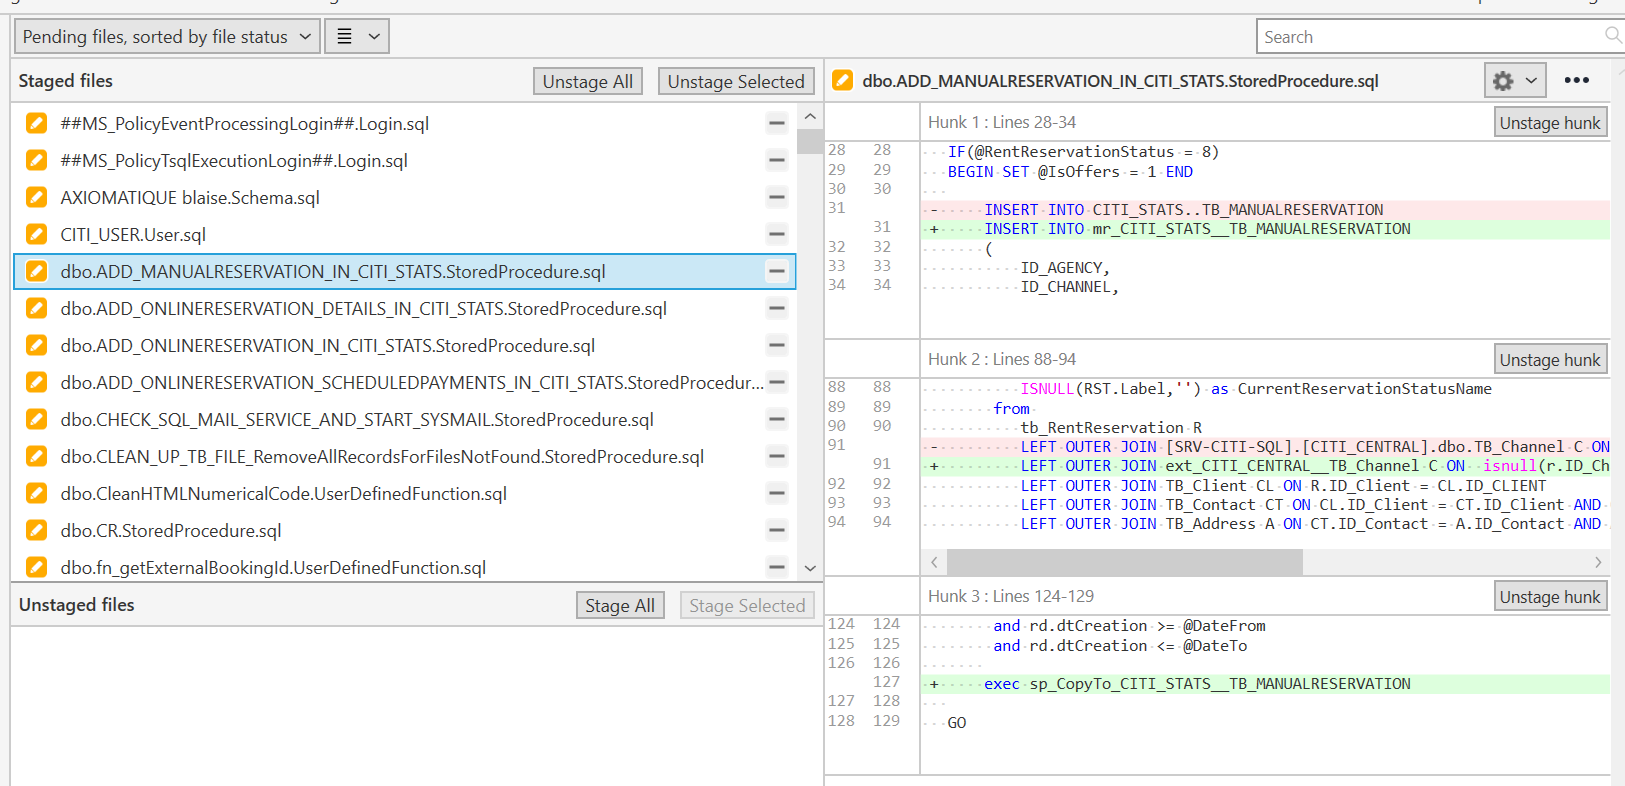 Pending files, sorted by file status
Search
Staged files
Unstage All
Unstage Selected
##MS_PolicyEventProcessingLogin##.Login.sql
##MS_PolicyTsqlExecutionLogin##.Login.sql
AXIOMATIQUE blaise.Schema.sql
CITI_USER.User.sql
dbo.ADD_MANUALRESERVATION_IN_CITI_STATS.StoredProcedure.sql
dbo.ADD_ONLINERESERVATION_DETAILS_IN_CITI_STATS.StoredProcedure.sql
dbo.ADD_ONLINERESERVATION_IN_CITI_STATS.StoredProcedure.sql
dbo.ADD_ONLINERESERVATION_SCHEDULEDPAYMENTS_IN_CITI_STATS.StoredProcedur...
dbo.CHECK_SQL_MAIL_SERVICE_AND_START_SYSMAIL.StoredProcedure.sql
dbo.CLEAN_UP_TB_FILE_RemoveAllRecordsForFilesNotFound.StoredProcedure.sql
dbo.CleanHTMLNumericalCode.UserDefinedFunction.sql
dbo.CR.StoredProcedure.sql
dbo.fn_getExternalBookingId.UserDefinedFunction.sql
Unstaged files
Stage All
Stage Selected
dbo.ADD_MANUALRESERVATION_IN_CITI_STATS.StoredProcedure.sql
Hunk 1 : Lines 28-34
Unstage hunk
28 28 IF(@RentReservationStatus = 8)
29 29 BEGIN SET @IsOffers = 1 END
30 30
31 - INSERT INTO CITI_STATS..TB_MANUALRESERVATION
31 + INSERT INTO mr_CITI_STATS__TB_MANUALRESERVATION
32 32 (
33 33 ID_AGENCY,
34 34 ID_CHANNEL,
Hunk 2 : Lines 88-94
Unstage hunk
88 88 ISNULL(RST.Label,'') as CurrentReservationStatusName
89 89 from
90 90 tb_RentReservation R
91 - LEFT OUTER JOIN [SRV-CITI-SQL].[CITI_CENTRAL].dbo.TB_Channel C ON
91 + LEFT OUTER JOIN ext_CITI_CENTRAL__TB_Channel C ON isnull(r.ID_Ch
92 92 LEFT OUTER JOIN TB_Client CL ON R.ID_Client = CL.ID_CLIENT
93 93 LEFT OUTER JOIN TB_Contact CT ON CL.ID_Client = CT.ID_Client AND
94 94 LEFT OUTER JOIN TB_Address A ON CT.ID_Contact = A.ID_Contact AND
Hunk 3 : Lines 124-129
Unstage hunk
124 124 and rd.dtCreation >= @DateFrom
125 125 and rd.dtCreation <= @DateTo
126 126
127 + exec sp_CopyTo_CITI_STATS__TB_MANUALRESERVATION
127 128
128 129 GO